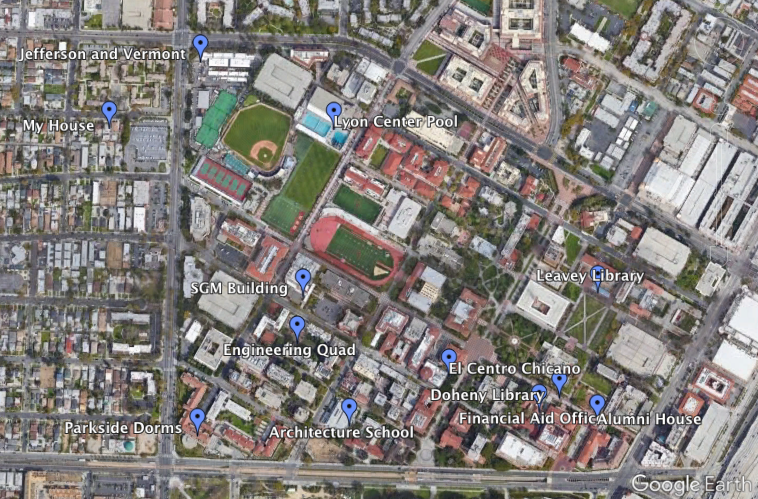 Jefferson and Vermont
My House
Lyon Center Pool
Leavey Library
SGM Building
Engineering Quad
El Centro Chicano
Doheny Library
Financial Aid Offic
Alumni House
Parkside Dorms
Architecture School
Google Earth